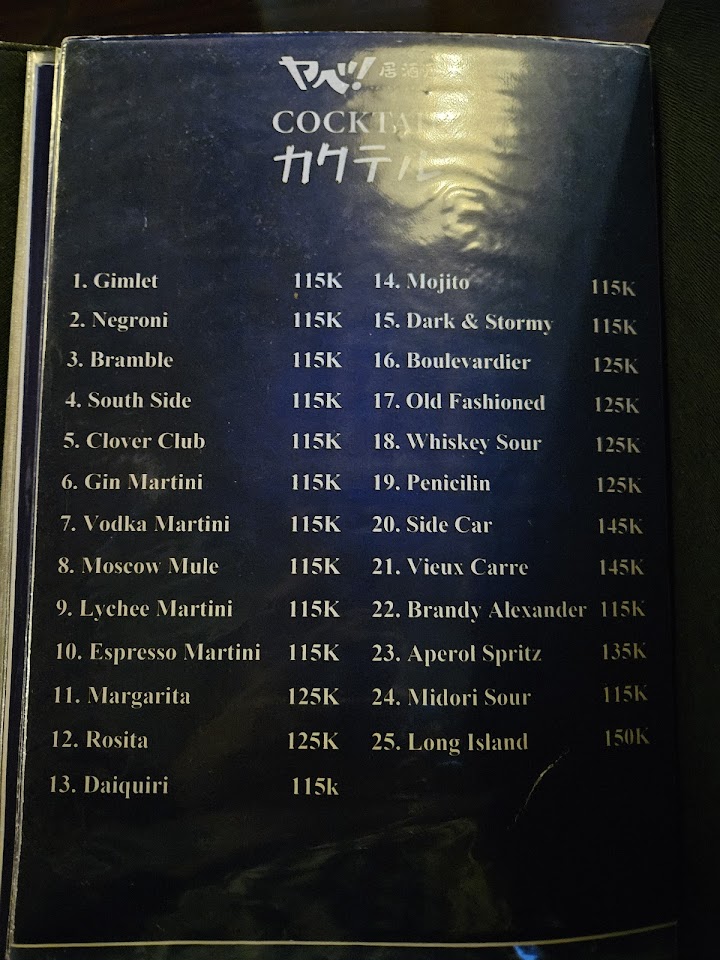 ヤベ! 居酒屋
COCKTAIL
カクテル
1. Gimlet 115K
2. Negroni 115K
3. Bramble 115K
4. South Side 115K
5. Clover Club 115K
6. Gin Martini 115K
7. Vodka Martini 115K
8. Moscow Mule 115K
9. Lychee Martini 115K
10. Espresso Martini 115K
11. Margarita 125K
12. Rosita 125K
13. Daiquiri 115k
14. Mojito 115K
15. Dark & Stormy 115K
16. Boulevardier 125K
17. Old Fashioned 125K
18. Whiskey Sour 125K
19. Penicilin 125K
20. Side Car 145K
21. Vieux Carre 145K
22. Brandy Alexander 115K
23. Aperol Spritz 135K
24. Midori Sour 115K
25. Long Island 150K